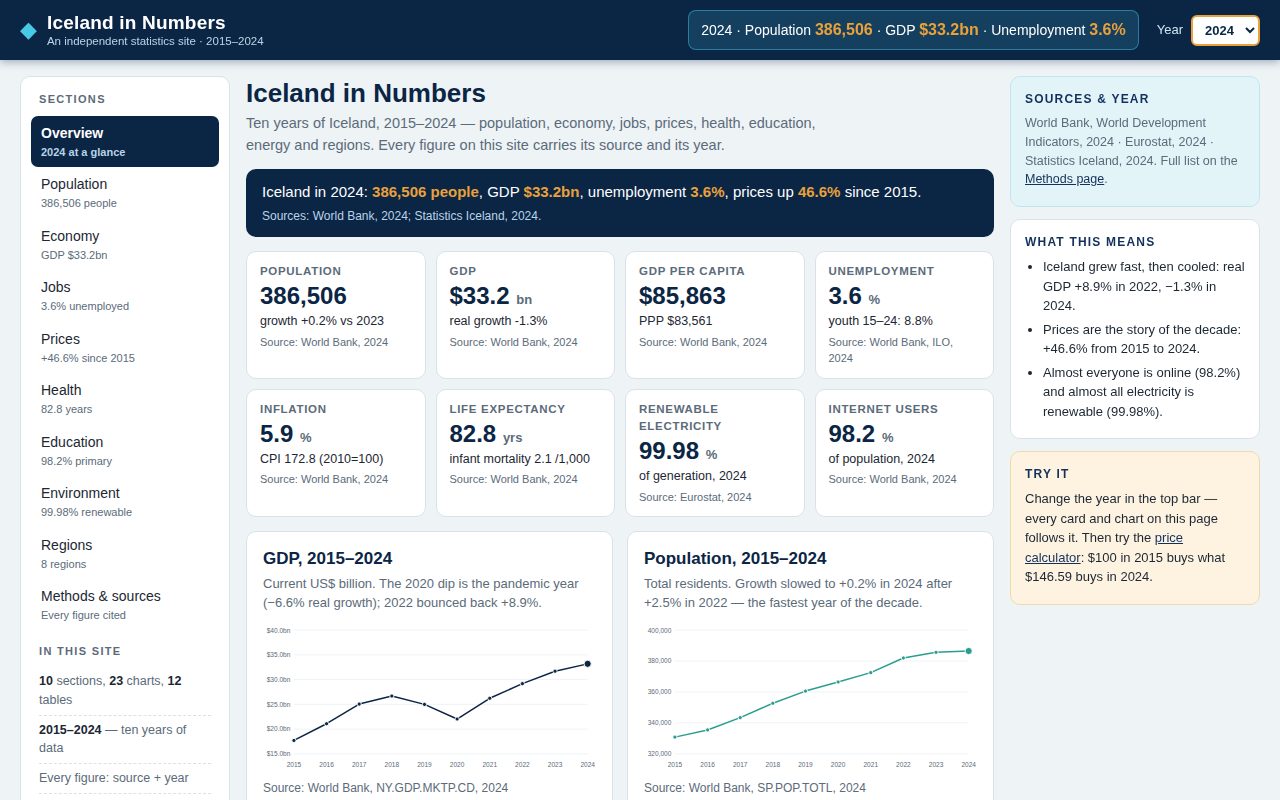 Iceland in Numbers
An independent statistics site · 2015–2024
2024 · Population 386,506 · GDP $33.2bn · Unemployment 3.6%
Year
2024
SECTIONS
Overview
2024 at a glance
Population
386,506 people
Economy
GDP $33.2bn
Jobs
3.6% unemployed
Prices
+46.6% since 2015
Health
82.8 years
Education
98.2% primary
Environment
99.98% renewable
Regions
8 regions
Methods & sources
Every figure cited
IN THIS SITE
10 sections, 23 charts, 12
tables
2015–2024 — ten years of
data
Every figure: source + year
Iceland in Numbers
Ten years of Iceland, 2015–2024 — population, economy, jobs, prices, health, education,
energy and regions. Every figure on this site carries its source and its year.
Iceland in 2024: 386,506 people, GDP $33.2bn, unemployment 3.6%, prices up 46.6% since 2015.
Sources: World Bank, 2024; Statistics Iceland, 2024.
POPULATION
386,506
growth +0.2% vs 2023
Source: World Bank, 2024
GDP
$33.2 bn
real growth -1.3%
Source: World Bank, 2024
GDP PER CAPITA
$85,863
PPP $83,561
Source: World Bank, 2024
UNEMPLOYMENT
3.6 %
youth 15–24: 8.8%
Source: World Bank, ILO,
2024
INFLATION
5.9 %
CPI 172.8 (2010=100)
Source: World Bank, 2024
LIFE EXPECTANCY
82.8 yrs
infant mortality 2.1 /1,000
Source: World Bank, 2024
RENEWABLE
ELECTRICITY
99.98 %
of generation, 2024
Source: Eurostat, 2024
INTERNET USERS
98.2 %
of population, 2024
Source: World Bank, 2024
GDP, 2015–2024
Current US$ billion. The 2020 dip is the pandemic year
(−6.6% real growth); 2022 bounced back +8.9%.
$40.0bn
$35.0bn
$30.0bn
$25.0bn
$20.0bn
$15.0bn
2015 2016 2017 2018 2019 2020 2021 2022 2023 2024
Source: World Bank, NY.GDP.MKTP.CD, 2024
Population, 2015–2024
Total residents. Growth slowed to +0.2% in 2024 after
+2.5% in 2022 — the fastest year of the decade.
400,000
380,000
360,000
340,000
320,000
2015 2016 2017 2018 2019 2020 2021 2022 2023 2024
Source: World Bank, SP.POP.TOTL, 2024
SOURCES & YEAR
World Bank, World Development
Indicators, 2024 · Eurostat, 2024 ·
Statistics Iceland, 2024. Full list on the
Methods page.
WHAT THIS MEANS
• Iceland grew fast, then cooled: real
GDP +8.9% in 2022, −1.3% in
2024.
• Prices are the story of the decade:
+46.6% from 2015 to 2024.
• Almost everyone is online (98.2%)
and almost all electricity is
renewable (99.98%).
TRY IT
Change the year in the top bar —
every card and chart on this page
follows it. Then try the price
calculator: $100 in 2015 buys what
$146.59 buys in 2024.